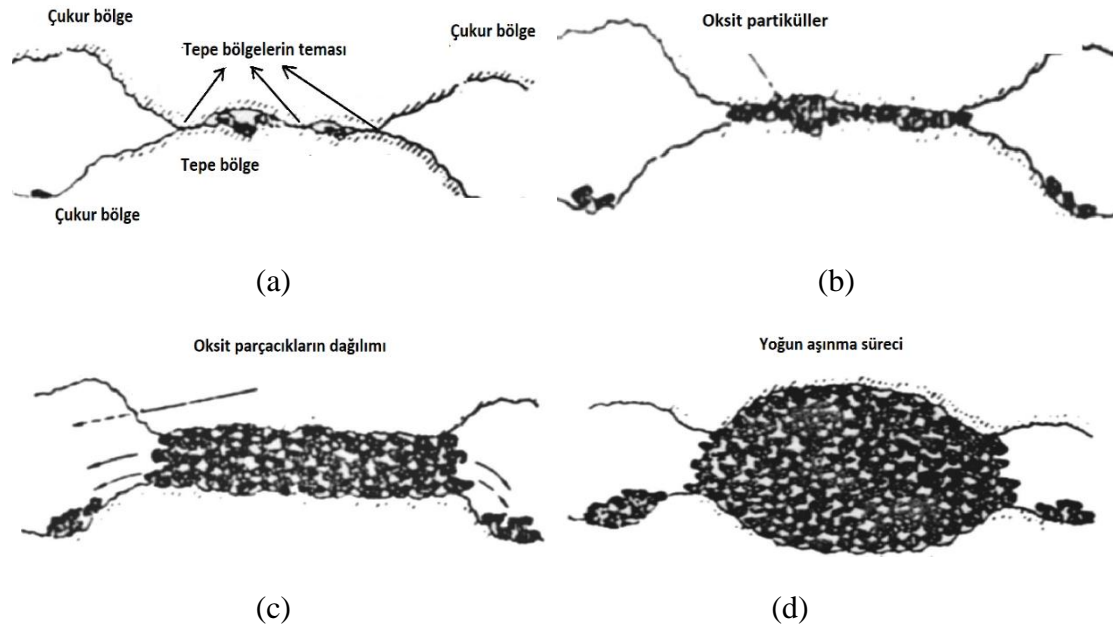 Çukur bölge
Tepe bölgelerin teması
Çukur bölge
Tepe bölge
Çukur bölge
(a)
Oksit partiküller
(b)
Oksit parçacıkların dağılımı
(c)
Yoğun aşınma süreci
(d)